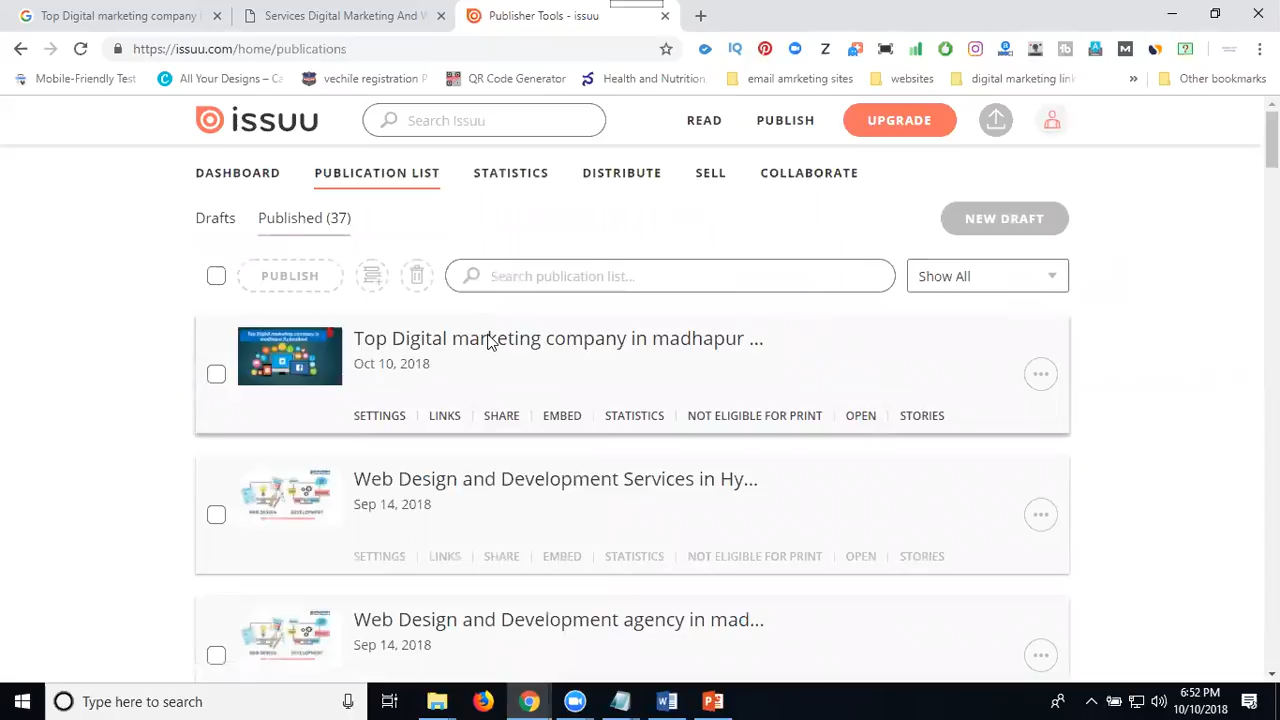 Top Digital marketing company
Services Digital Marketing And W
Publisher Tools - issuu
https://issuu.com/home/publications
Mobile-Friendly Test
All Your Designs – Ca
vechile registration P
QR Code Generator
Health and Nutrition
email amrketing sites
websites
digital marketing link
Other bookmarks
issuu
Search Issuu
READ
PUBLISH
UPGRADE
DASHBOARD
PUBLICATION LIST
STATISTICS
DISTRIBUTE
SELL
COLLABORATE
Drafts
Published (37)
NEW DRAFT
PUBLISH
Search publication list...
Show All
Top Digital marketing company in madhapur ...
Oct 10, 2018
SETTINGS
LINKS
SHARE
EMBED
STATISTICS
NOT ELIGIBLE FOR PRINT
OPEN
STORIES
Web Design and Development Services in Hy...
Sep 14, 2018
SETTINGS
LINKS
SHARE
EMBED
STATISTICS
NOT ELIGIBLE FOR PRINT
OPEN
STORIES
Web Design and Development agency in mad...
Sep 14, 2018
Type here to search
6:52 PM
10/10/2018